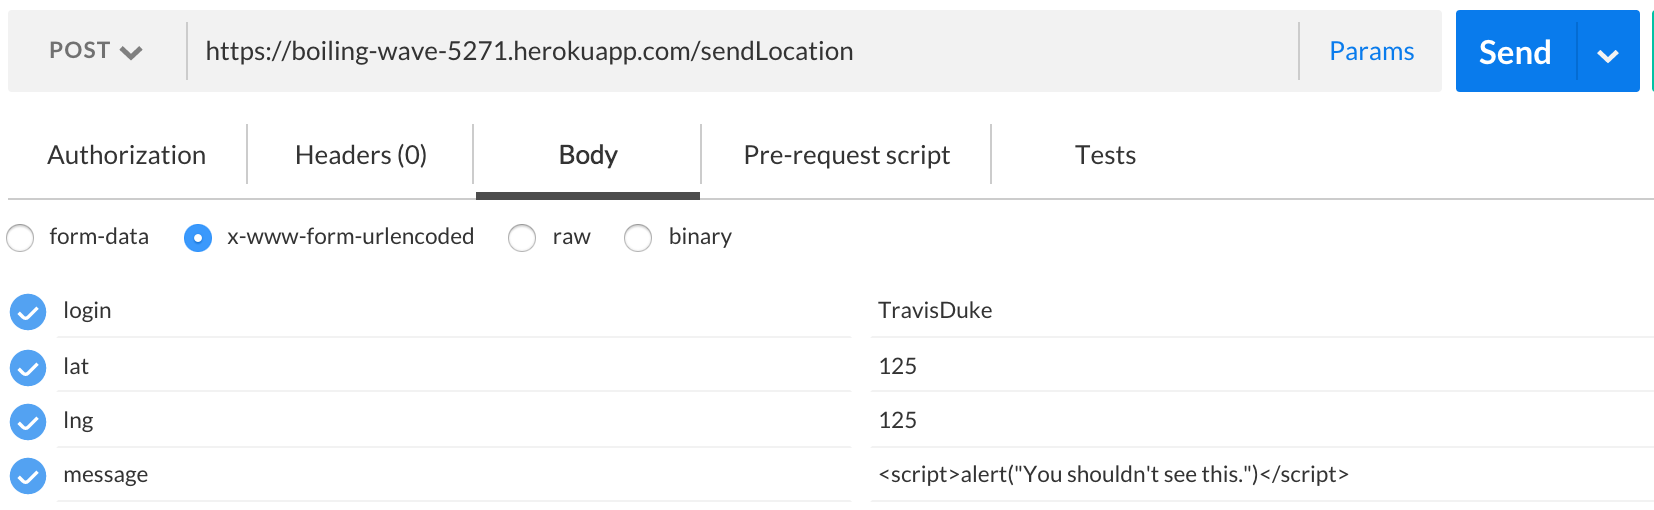 POST https://boiling-wave-5271.herokuapp.com/sendLocation Params Send
Authorization Headers (0) Body Pre-request script Tests
form-data x-www-form-urlencoded raw binary
login TravisDuke
lat 125
lng 125
message <script>alert("You shouldn't see this.")</script>